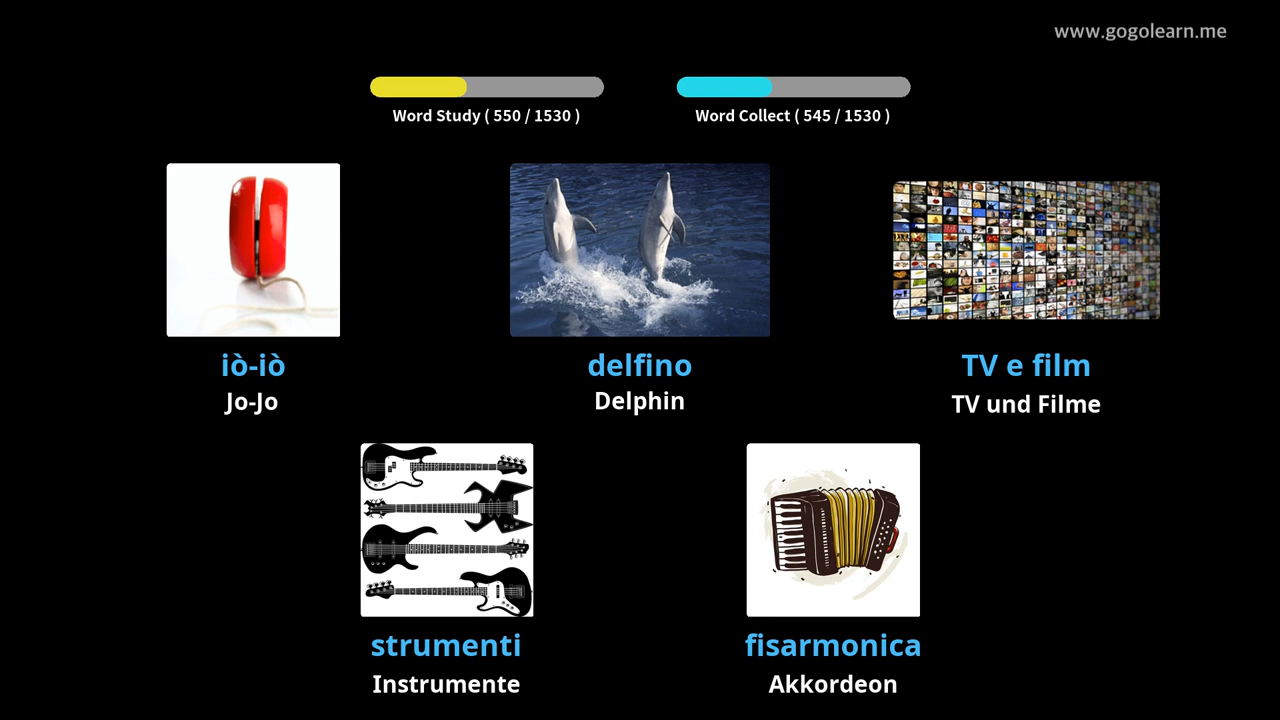 www.gogolearn.me
Word Study ( 550 / 1530 )
Word Collect ( 545 / 1530 )
iò-iò
Jo-Jo
delfino
Delphin
TV e film
TV und Filme
strumenti
Instrumente
fisarmonica
Akkordeon